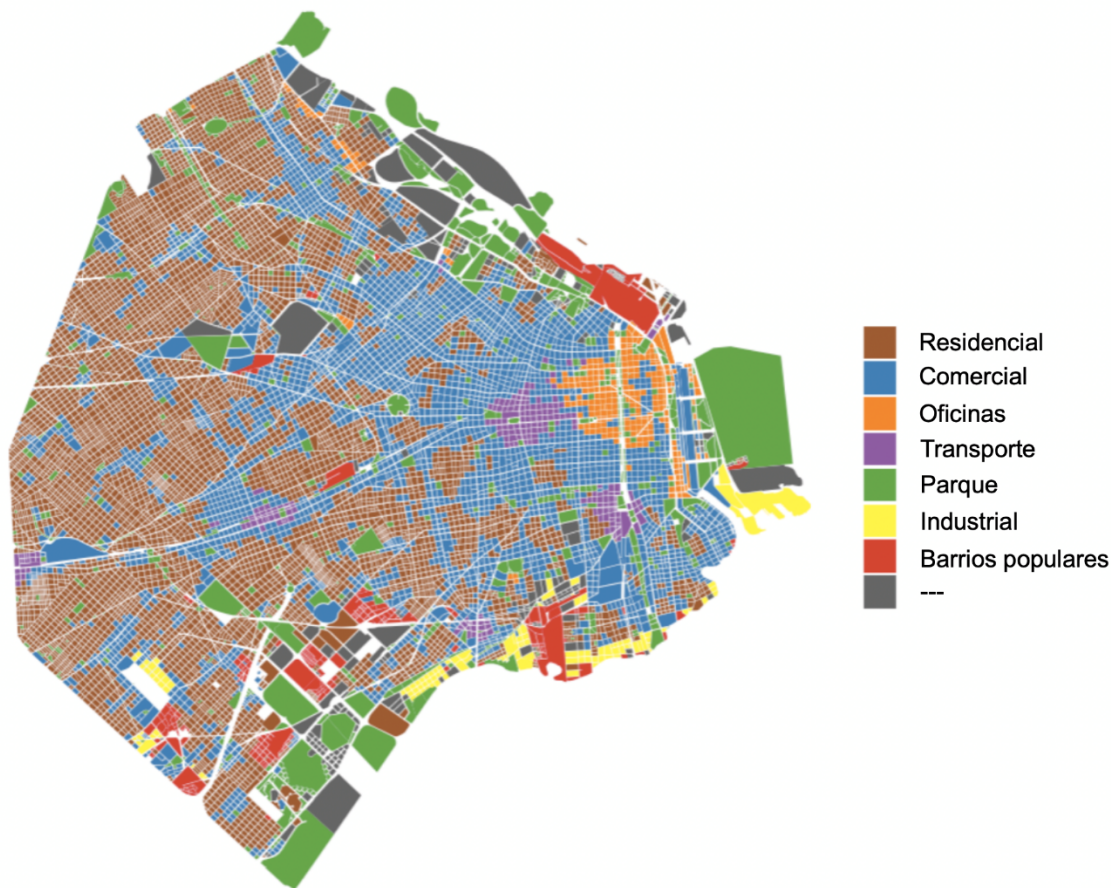 Residencial
Comercial
Oficinas
Transporte
Parque
Industrial
Barrios populares
---